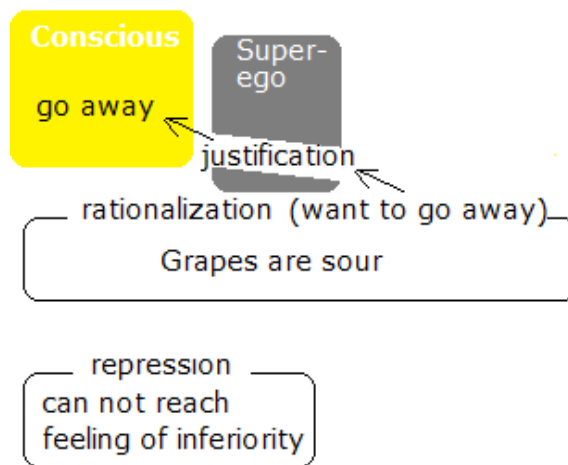 Conscious
Super-
ego
go away
justification
rationalization (want to go away)
Grapes are sour
repression
can not reach
feeling of inferiority